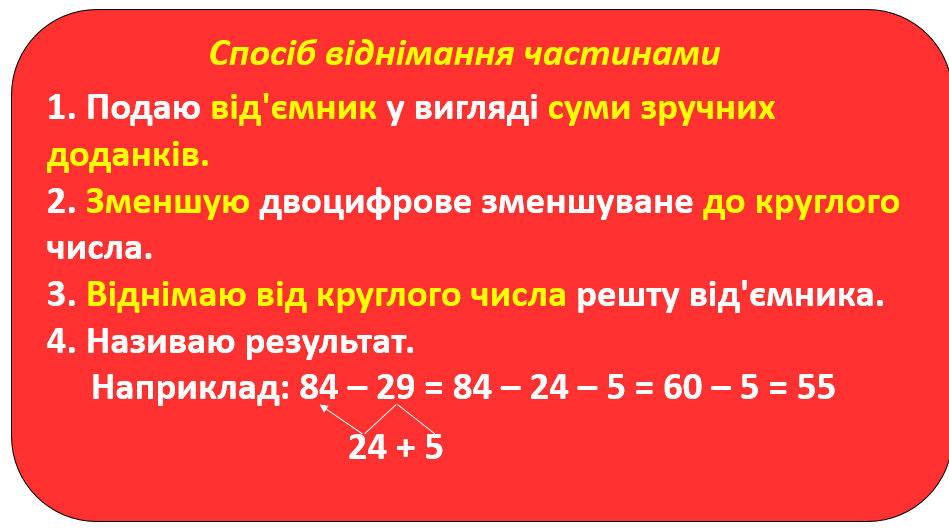 Спосіб віднімання частинами
1. Подаю від'ємник у вигляді суми зручних
доданків.
2. Зменшую двоцифрове зменшуване до круглого
числа.
3. Віднімаю від круглого числа решту від'ємника.
4. Називаю результат.
Наприклад: 84 – 29 = 84 – 24 – 5 = 60 – 5 = 55
24 + 5